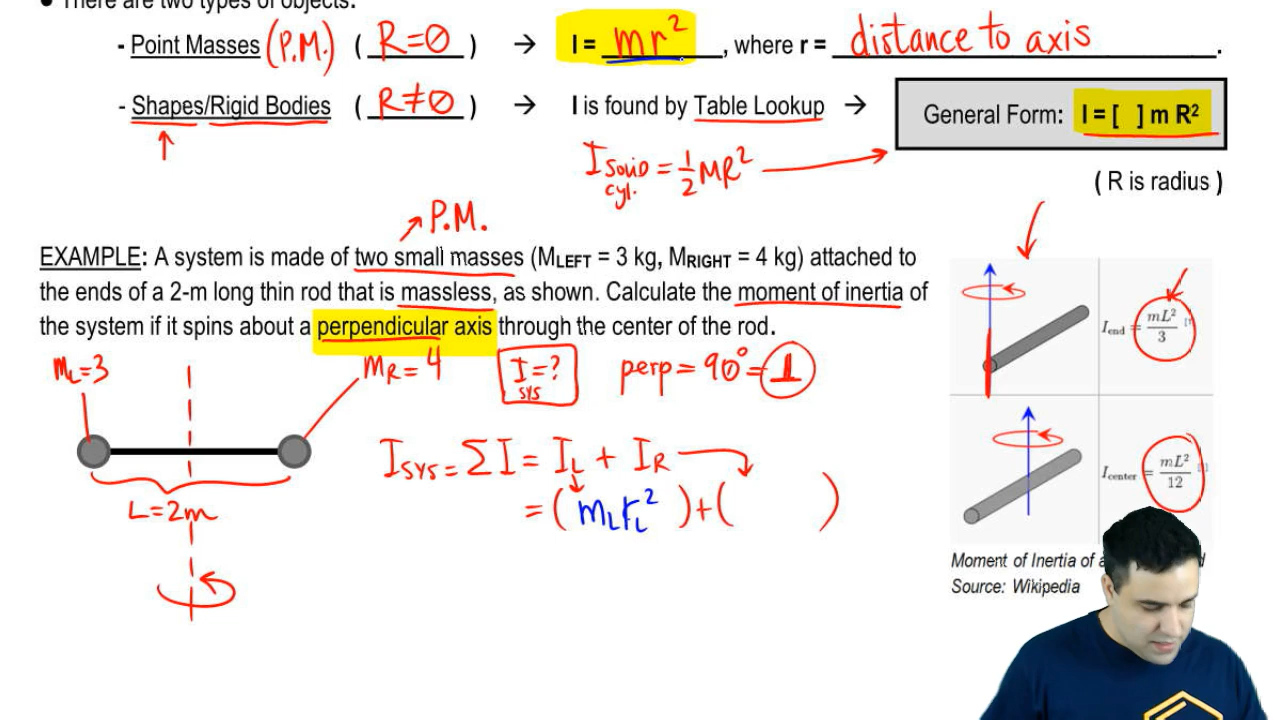 ● There are two types of objects:
- Point Masses (P.M.) ( R=0 ) → I = mr², where r = distance to axis.
- Shapes/Rigid Bodies ( R≠0 ) → I is found by Table Lookup → General Form: I = [ ] m R²
I SOLID cyl. = 1/2 MR²
( R is radius )
P.M.
EXAMPLE: A system is made of two small masses (MLEFT = 3 kg, MRIGHT = 4 kg) attached to
the ends of a 2-m long thin rod that is massless, as shown. Calculate the moment of inertia of
the system if it spins about a perpendicular axis through the center of the rod.
mL=3
mR=4
I=?
SYS
perp=90°=1
Iend = mL²/3
ISYS = ΣI = IL + IR
= (mLrL²)+( )
L=2m
Icenter = mL²/12
Moment of Inertia of a
Source: Wikipedia